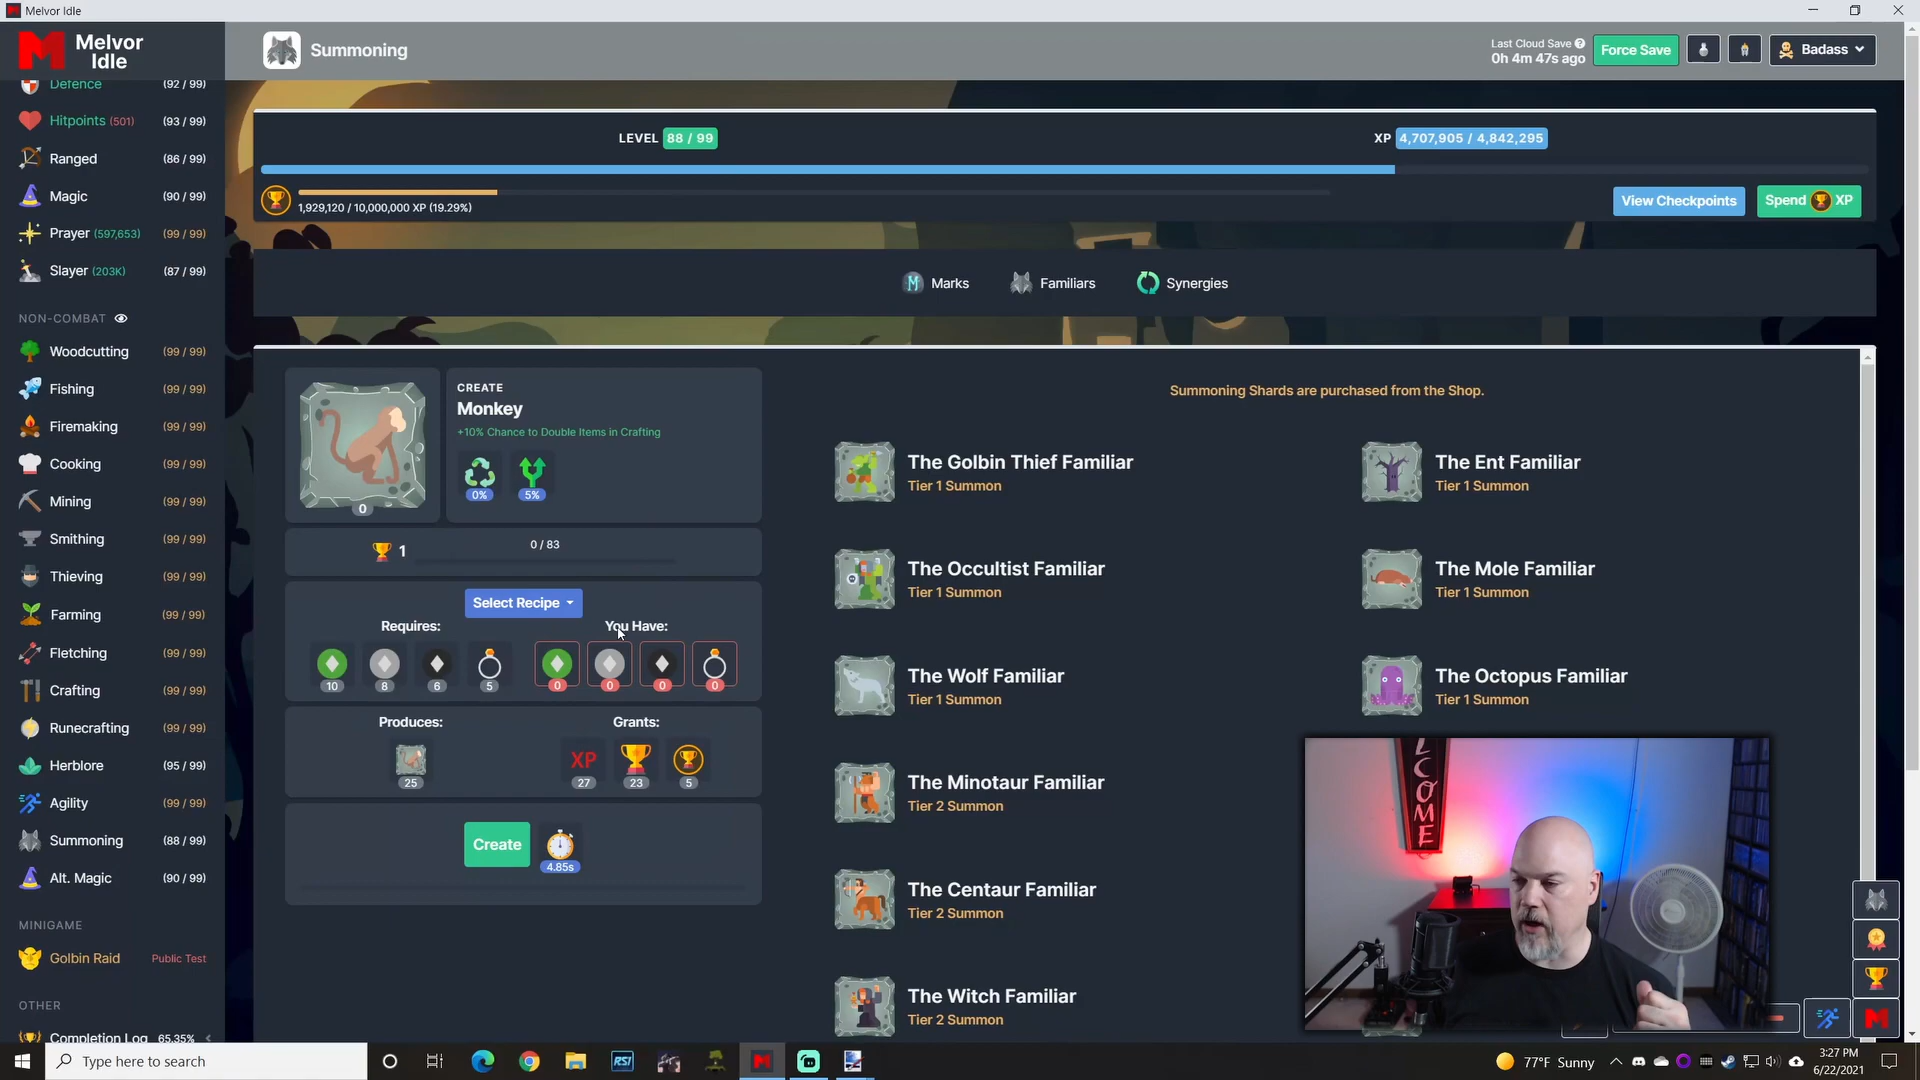 Melvor Idle
Melvor Idle
Summoning
Last Cloud Save
0h 4m 47s ago
Force Save
Badass
Defence (92 / 99)
Hitpoints (501) (93 / 99)
Ranged (86 / 99)
Magic (90 / 99)
Prayer (597,653) (99 / 99)
Slayer (203K) (87 / 99)
NON-COMBAT
Woodcutting (99 / 99)
Fishing (99 / 99)
Firemaking (99 / 99)
Cooking (99 / 99)
Mining (99 / 99)
Smithing (99 / 99)
Thieving (99 / 99)
Farming (99 / 99)
Fletching (99 / 99)
Crafting (99 / 99)
Runecrafting (99 / 99)
Herblore (95 / 99)
Agility (99 / 99)
Summoning (88 / 99)
Alt. Magic (90 / 99)
MINIGAME
Golbin Raid Public Test
OTHER
Completion Log 65.35%
LEVEL 88 / 99
XP 4,707,905 / 4,842,295
1,929,120 / 10,000,000 XP (19.29%)
View Checkpoints
Spend XP
Marks
Familiars
Synergies
CREATE
Monkey
+10% Chance to Double Items in Crafting
0% 5%
0
1
0 / 83
Select Recipe
Requires:
You Have:
10 8 6 5
0 0 0 0
Produces:
Grants:
XP
25
27 23 5
Create
4.85s
Summoning Shards are purchased from the Shop.
The Golbin Thief Familiar
Tier 1 Summon
The Ent Familiar
Tier 1 Summon
The Occultist Familiar
Tier 1 Summon
The Mole Familiar
Tier 1 Summon
The Wolf Familiar
Tier 1 Summon
The Octopus Familiar
Tier 1 Summon
The Minotaur Familiar
Tier 2 Summon
The Centaur Familiar
Tier 2 Summon
The Witch Familiar
Tier 2 Summon
LCOME
Type here to search
RSI
77°F Sunny
3:27 PM
6/22/2021